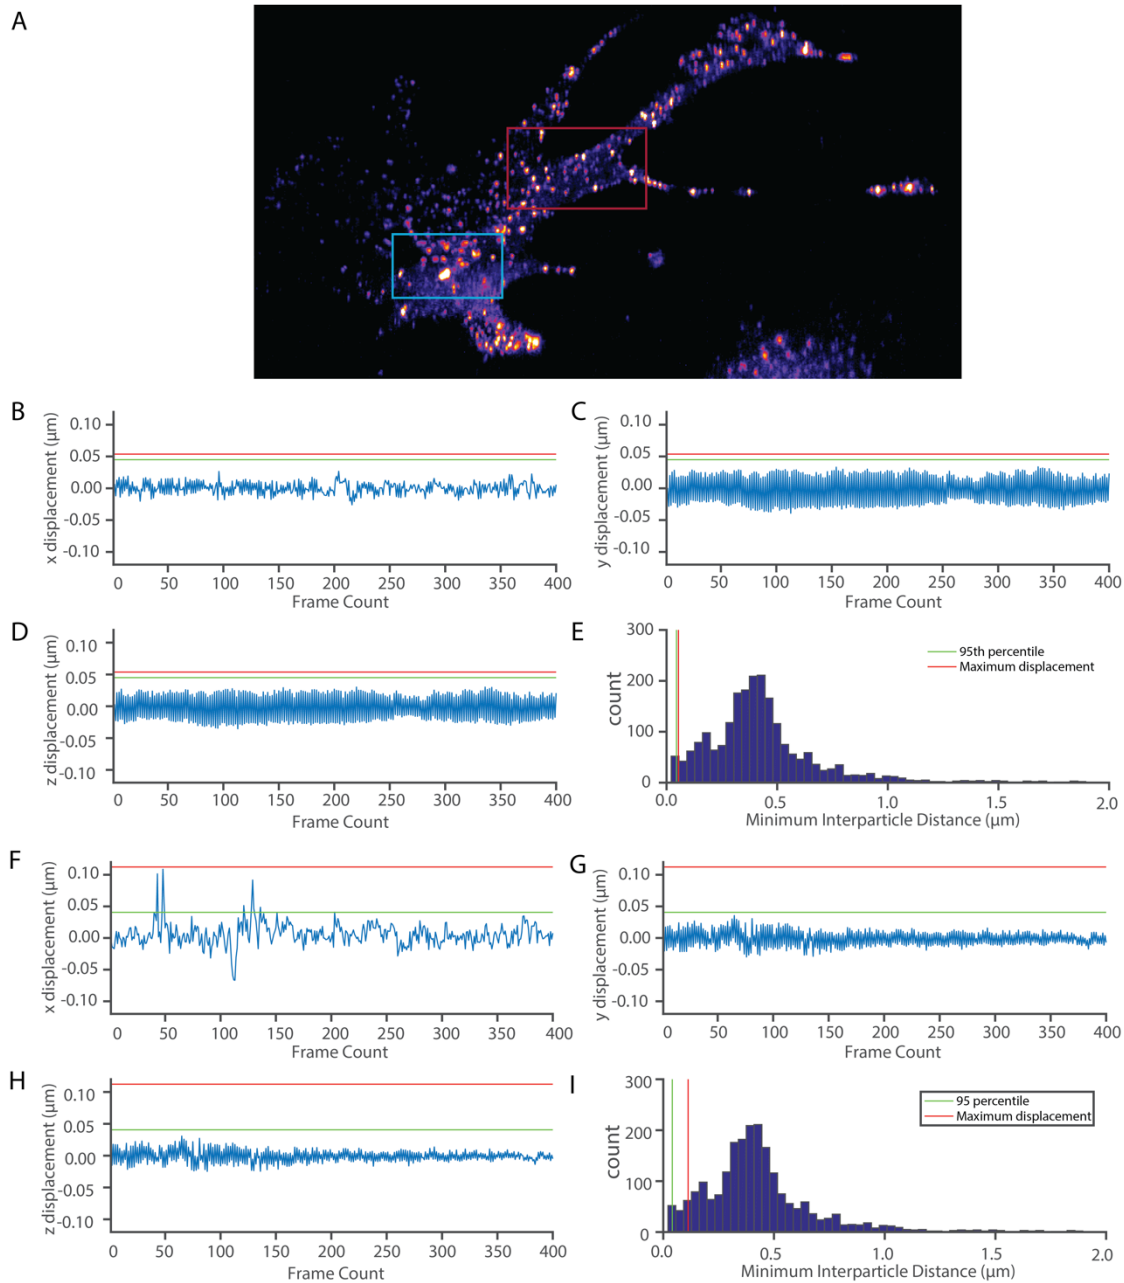 A
B
x displacement (µm)
0.10
0.05
0.00
-0.05
-0.10
0 50 100 150 200 250 300 350 400
Frame Count
C
y displacement (µm)
0.10
0.05
0.00
-0.05
-0.10
0 50 100 150 200 250 300 350 400
Frame Count
D
z displacement (µm)
0.10
0.05
0.00
-0.05
-0.10
0 50 100 150 200 250 300 350 400
Frame Count
E
count
300
200
100
0
95th percentile
Maximum displacement
0.0 0.5 1.0 1.5 2.0
Minimum Interparticle Distance (µm)
F
x displacement (µm)
0.10
0.05
0.00
-0.05
-0.10
0 50 100 150 200 250 300 350 400
Frame Count
G
y displacement (µm)
0.10
0.05
0.00
-0.05
-0.10
0 50 100 150 200 250 300 350 400
Frame Count
H
z displacement (µm)
0.10
0.05
0.00
-0.05
-0.10
0 50 100 150 200 250 300 350 400
Frame Count
I
count
300
200
100
0
95 percentile
Maximum displacement
0.0 0.5 1.0 1.5 2.0
Minimum Interparticle Distance (µm)